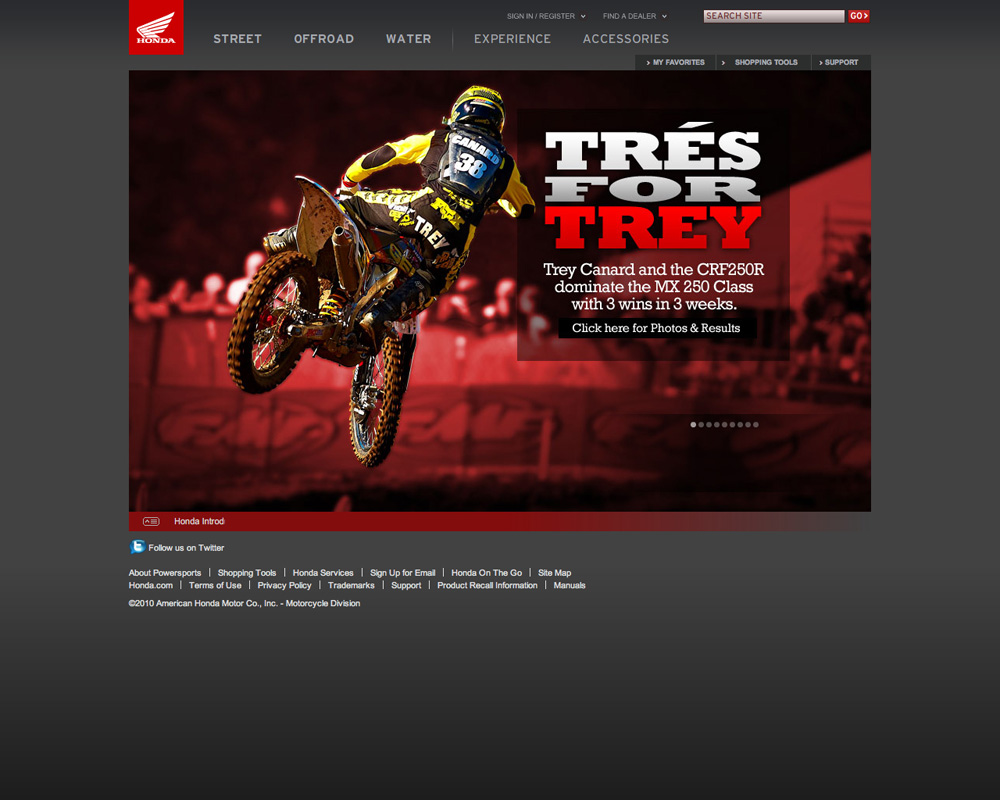 HONDA
SIGN IN / REGISTER FIND A DEALER SEARCH SITE GO
STREET OFFROAD WATER EXPERIENCE ACCESSORIES
MY FAVORITES SHOPPING TOOLS SUPPORT
CANARD
38
TREY
TRÉS
FOR
TREY
Trey Canard and the CRF250R
dominate the MX 250 Class
with 3 wins in 3 weeks.
Click here for Photos & Results
Honda Introd
Follow us on Twitter
About Powersports | Shopping Tools | Honda Services | Sign Up for Email | Honda On The Go | Site Map
Honda.com | Terms of Use | Privacy Policy | Trademarks | Support | Product Recall Information | Manuals
©2010 American Honda Motor Co., Inc. - Motorcycle Division